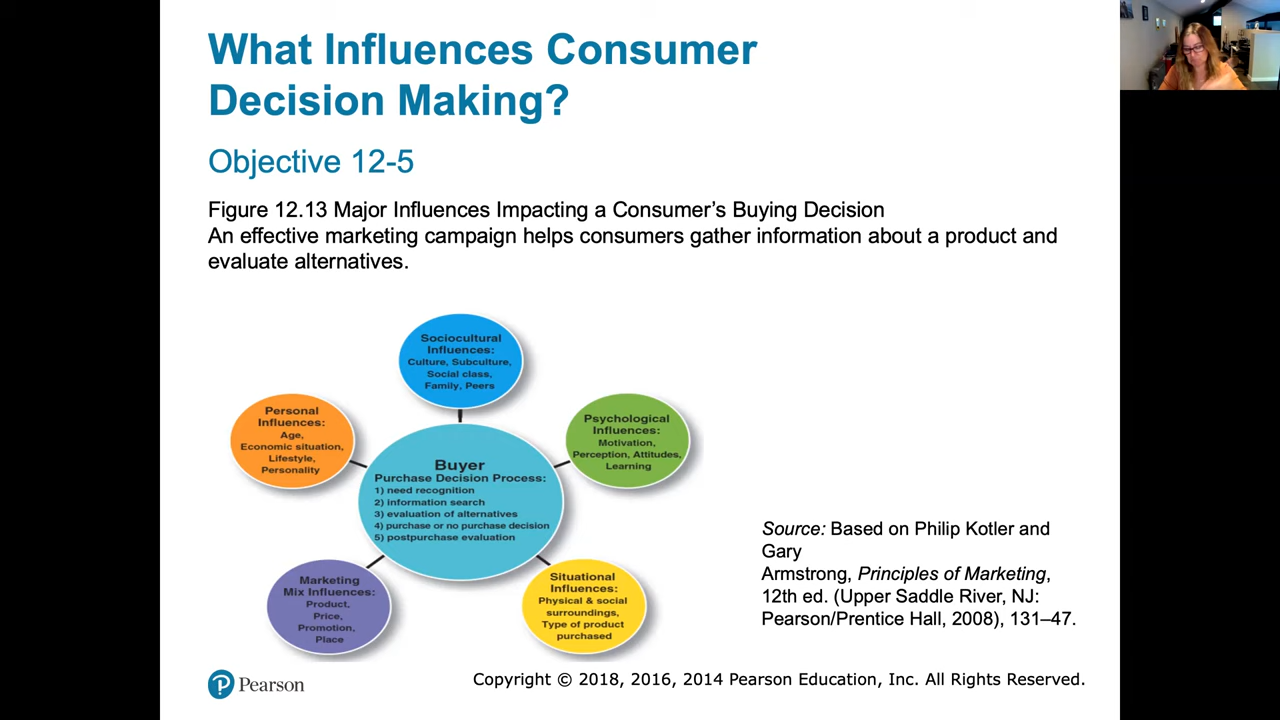 What Influences Consumer
Decision Making?
Objective 12-5
Figure 12.13 Major Influences Impacting a Consumer’s Buying Decision
An effective marketing campaign helps consumers gather information about a product and
evaluate alternatives.
Sociocultural
Influences:
Culture, Subculture,
Social class,
Family, Peers
Personal
Influences:
Age,
Economic situation,
Lifestyle,
Personality
Psychological
Influences:
Motivation,
Perception, Attitudes,
Learning
Buyer
Purchase Decision Process:
1) need recognition
2) information search
3) evaluation of alternatives
4) purchase or no purchase decision
5) postpurchase evaluation
Marketing
Mix Influences:
Product,
Price,
Promotion,
Place
Situational
Influences:
Physical & social
surroundings,
Type of product
purchased
Source: Based on Philip Kotler and
Gary
Armstrong, Principles of Marketing,
12th ed. (Upper Saddle River, NJ:
Pearson/Prentice Hall, 2008), 131–47.
P Pearson
Copyright © 2018, 2016, 2014 Pearson Education, Inc. All Rights Reserved.